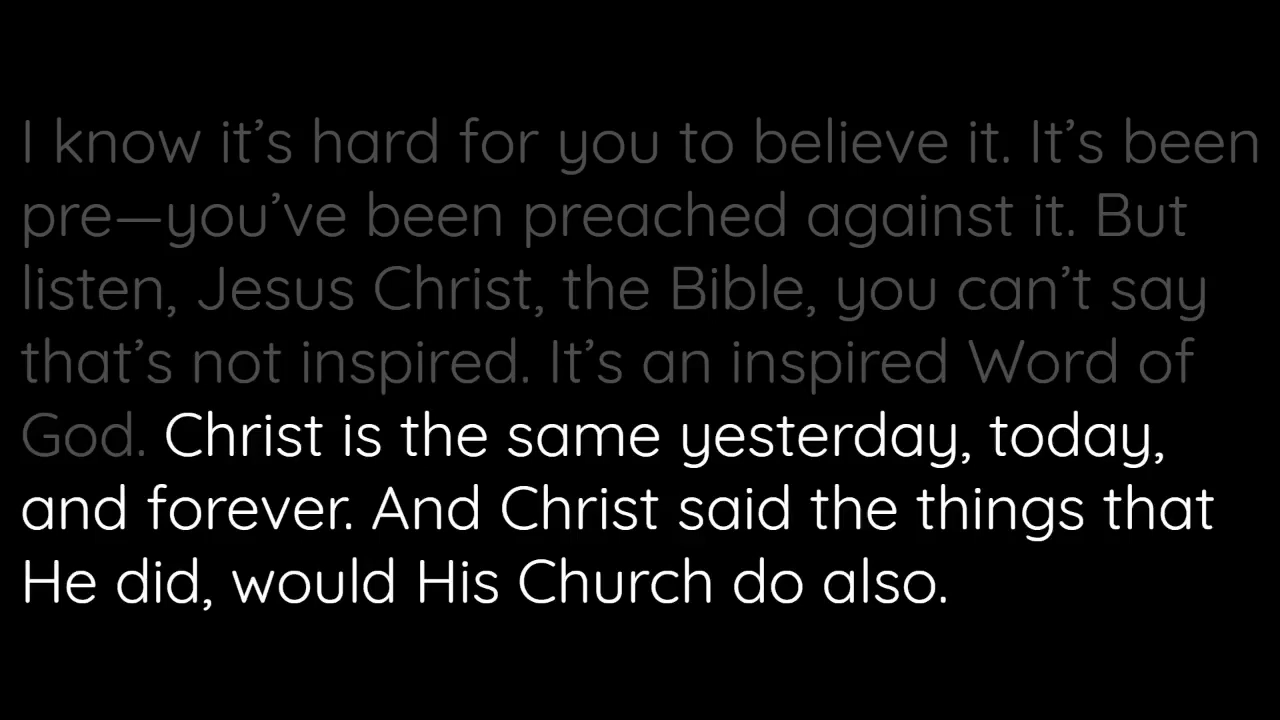 I know it’s hard for you to believe it. It’s been
pre—you’ve been preached against it. But
listen, Jesus Christ, the Bible, you can’t say
that’s not inspired. It’s an inspired Word of
God. Christ is the same yesterday, today,
and forever. And Christ said the things that
He did, would His Church do also.